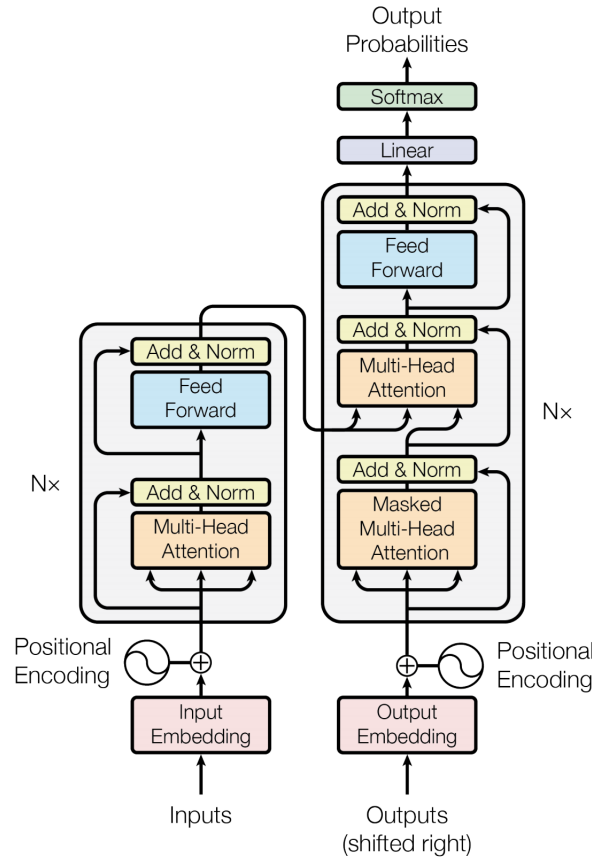 Output
Probabilities
Softmax
Linear
Add & Norm
Feed
Forward
Add & Norm
Multi-Head
Attention
Add & Norm
Masked
Multi-Head
Attention
N×
Add & Norm
Feed
Forward
Add & Norm
Multi-Head
Attention
N×
Positional
Encoding
Positional
Encoding
Input
Embedding
Output
Embedding
Inputs
Outputs
(shifted right)